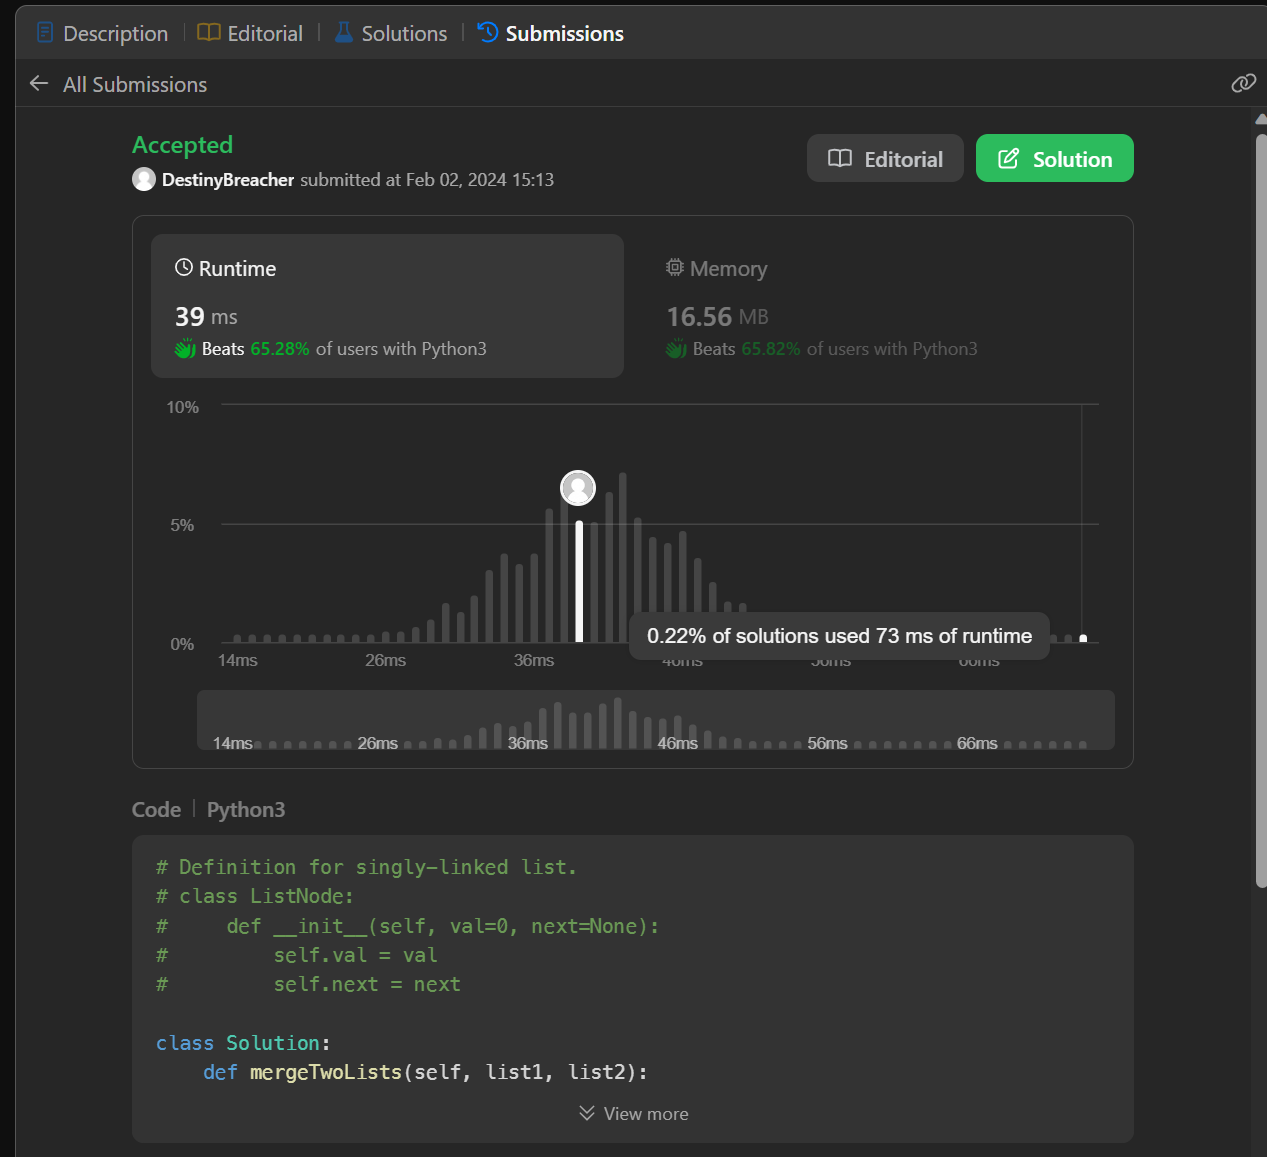 Description | Editorial | Solutions | Submissions
All Submissions
Accepted
DestinyBreacher submitted at Feb 02, 2024 15:13
Editorial
Solution
Runtime
39 ms
Beats 65.28% of users with Python3
Memory
16.56 MB
Beats 65.82% of users with Python3
10%
5%
0%
0.22% of solutions used 73 ms of runtime
14ms 26ms 36ms 46ms 56ms 66ms
14ms 26ms 36ms 46ms 56ms 66ms
Code | Python3
# Definition for singly-linked list.
# class ListNode:
#     def __init__(self, val=0, next=None):
#         self.val = val
#         self.next = next
class Solution:
    def mergeTwoLists(self, list1, list2):
View more